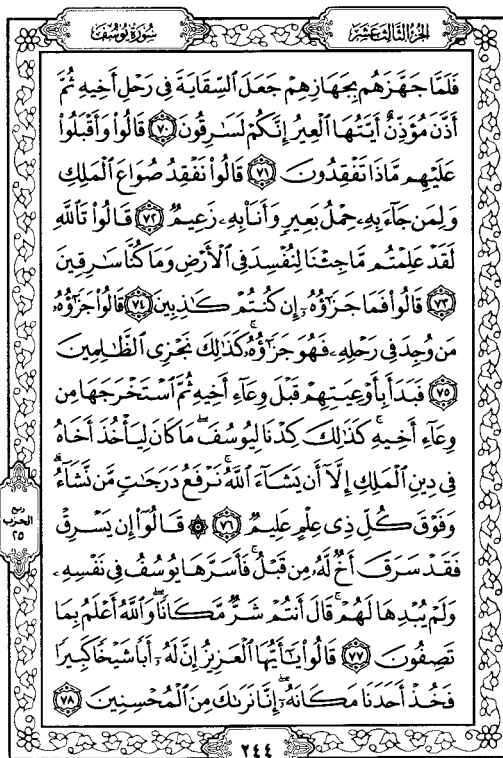 سُورَةُ يُوسُفَ
الجُزْءُ الثَّالِثَ عَشَرَ
فَلَمَّا جَهَّزَهُم بِجَهَازِهِمْ جَعَلَ ٱلسِّقَايَةَ فِى رَحْلِ أَخِيهِ ثُمَّ
أَذَّنَ مُؤَذِّنٌ أَيَّتُهَا ٱلْعِيرُ إِنَّكُمْ لَسَٰرِقُونَ ٧٠ قَالُوا۟ وَأَقْبَلُوا۟
عَلَيْهِم مَّاذَا تَفْقِدُونَ ٧١ قَالُوا۟ نَفْقِدُ صُوَاعَ ٱلْمَلِكِ
وَلِمَن جَآءَ بِهِۦ حِمْلُ بَعِيرٍ وَأَنَا۠ بِهِۦ زَعِيمٌ ٧٢ قَالُوا۟ تَٱللَّهِ
لَقَدْ عَلِمْتُم مَّا جِئْنَا لِنُفْسِدَ فِى ٱلْأَرْضِ وَمَا كُنَّا سَٰرِقِينَ
٧٣ قَالُوا۟ فَمَا جَزَٰٓؤُهُۥٓ إِن كُنتُمْ كَٰذِبِينَ ٧٤ قَالُوا۟ جَزَٰٓؤُهُۥ
مَن وُجِدَ فِى رَحْلِهِۦ فَهُوَ جَزَٰٓؤُهُۥ ۚ كَذَٰلِكَ نَجْزِى ٱلظَّٰلِمِينَ
٧٥ فَبَدَأَ بِأَوْعِيَتِهِمْ قَبْلَ وِعَآءِ أَخِيهِ ثُمَّ ٱسْتَخْرَجَهَا مِن
وِعَآءِ أَخِيهِ ۚ كَذَٰلِكَ كِدْنَا لِيُوسُفَ ۖ مَا كَانَ لِيَأْخُذَ أَخَاهُ
فِى دِينِ ٱلْمَلِكِ إِلَّآ أَن يَشَآءَ ٱللَّهُ ۚ نَرْفَعُ دَرَجَٰتٍ مَّن نَّشَآءُ ۗ
وَفَوْقَ كُلِّ ذِى عِلْمٍ عَلِيمٌ ٧٦ ۞ قَالُوٓا۟ إِن يَسْرِقْ
فَقَدْ سَرَقَ أَخٌ لَّهُۥ مِن قَبْلُ ۚ فَأَسَرَّهَا يُوسُفُ فِى نَفْسِهِۦ
وَلَمْ يُبْدِهَا لَهُمْ ۚ قَالَ أَنتُمْ شَرٌّ مَّكَانًا ۖ وَٱللَّهُ أَعْلَمُ بِمَا
تَصِفُونَ ٧٧ قَالُوا۟ يَٰٓأَيُّهَا ٱلْعَزِيزُ إِنَّ لَهُۥٓ أَبًا شَيْخًا كَبِيرًا
فَخُذْ أَحَدَنَا مَكَانَهُۥٓ ۖ إِنَّا نَرَىٰكَ مِنَ ٱلْمُحْسِنِينَ ٧٨
ربع
الحزب
٢٥
٢٤٤